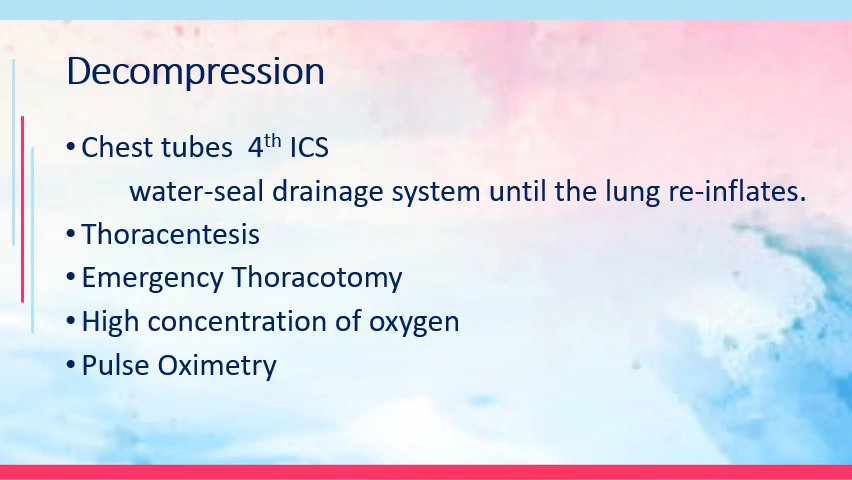 Decompression
• Chest tubes  4th ICS
water-seal drainage system until the lung re-inflates.
• Thoracentesis
• Emergency Thoracotomy
• High concentration of oxygen
• Pulse Oximetry